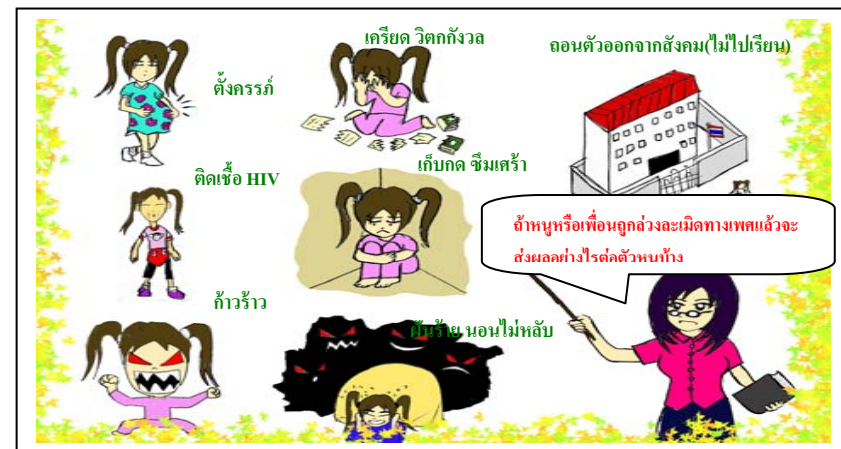 เครียด วิตกกังวล
ถอนตัวออกจากสังคม(ไม่ไปเรียน)
ตั้งครรภ์
เก็บกด ซึมเศร้า
ติดเชื้อ HIV
ถ้าหนูหรือเพื่อนถูกล่วงละเมิดทางเพศแล้วจะ
ส่งผลอย่างไรต่อตัวหนูบ้าง
ก้าวร้าว
ฝันร้าย นอนไม่หลับ